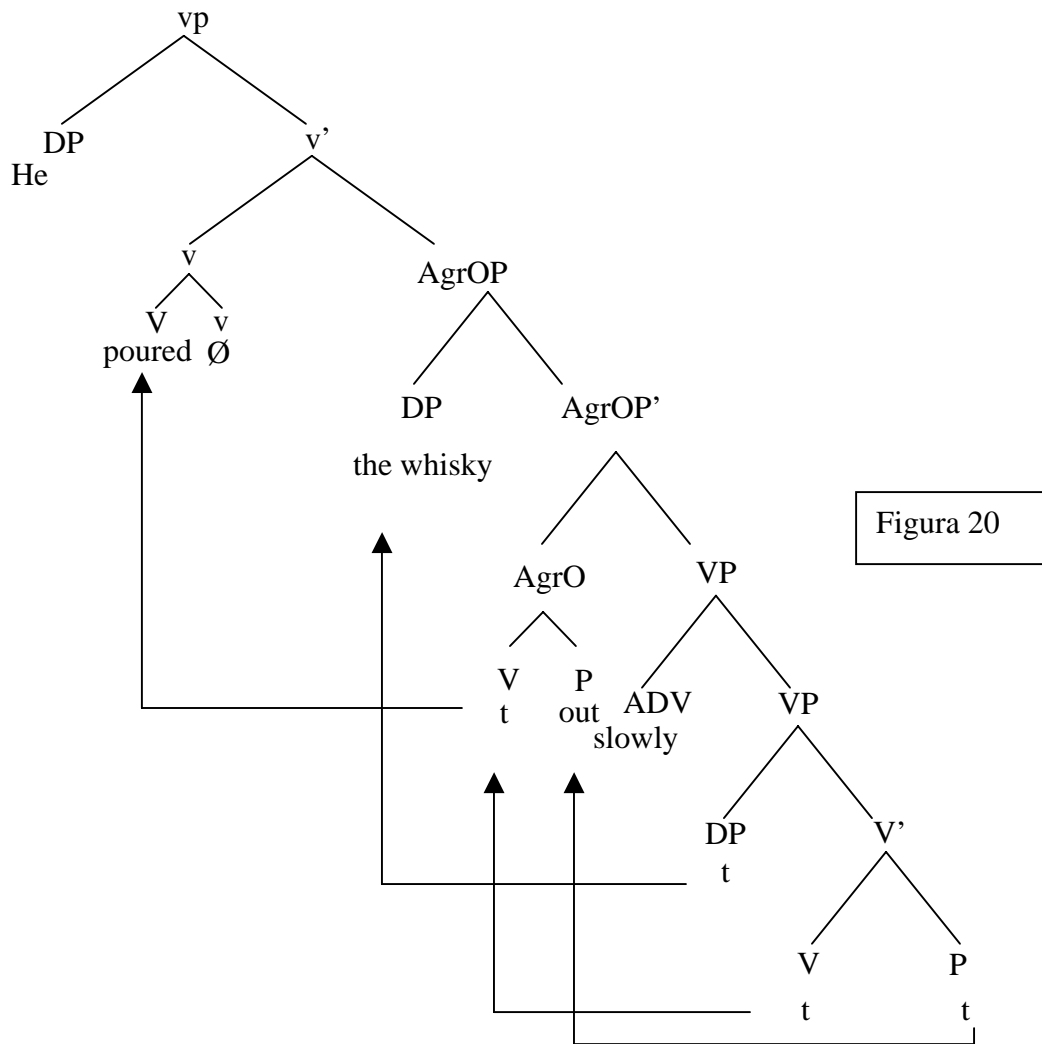 vp
DP
v’
He
v
AgrOP
V
v
poured
Ø
DP
AgrOP’
the whisky
Figura 20
AgrO
VP
V
P
ADV
VP
t
out
slowly
DP
V’
t
V
P
t
t